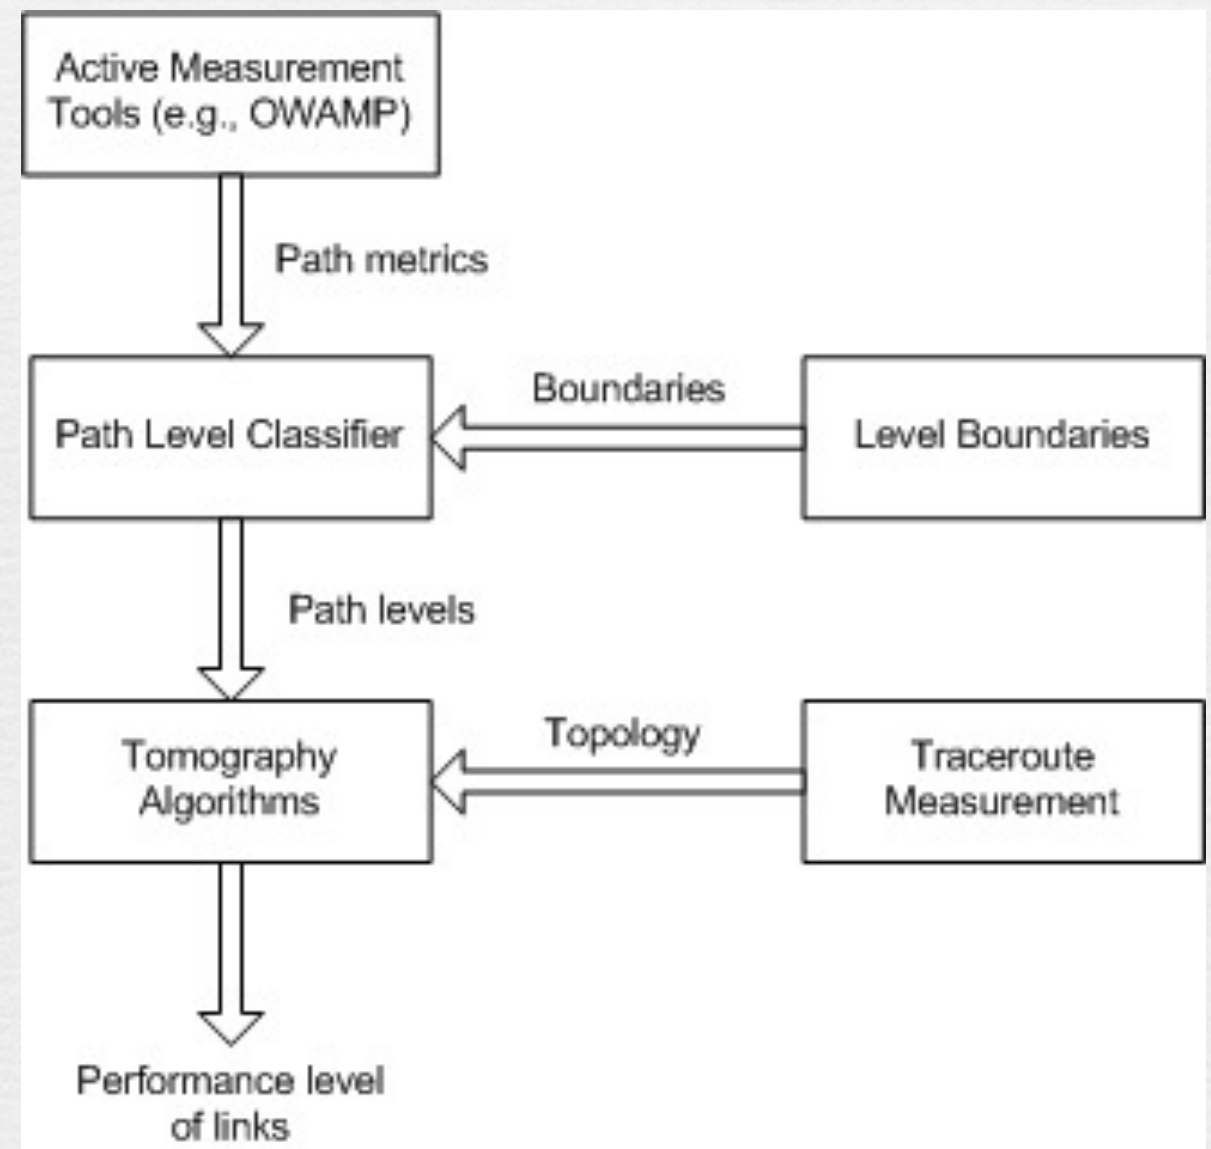 Active Measurement
Tools (e.g., OWAMP)
Path metrics
Boundaries
Path Level Classifier
Level Boundaries
Path levels
Topology
Tomography
Algorithms
Traceroute
Measurement
Performance level
of links